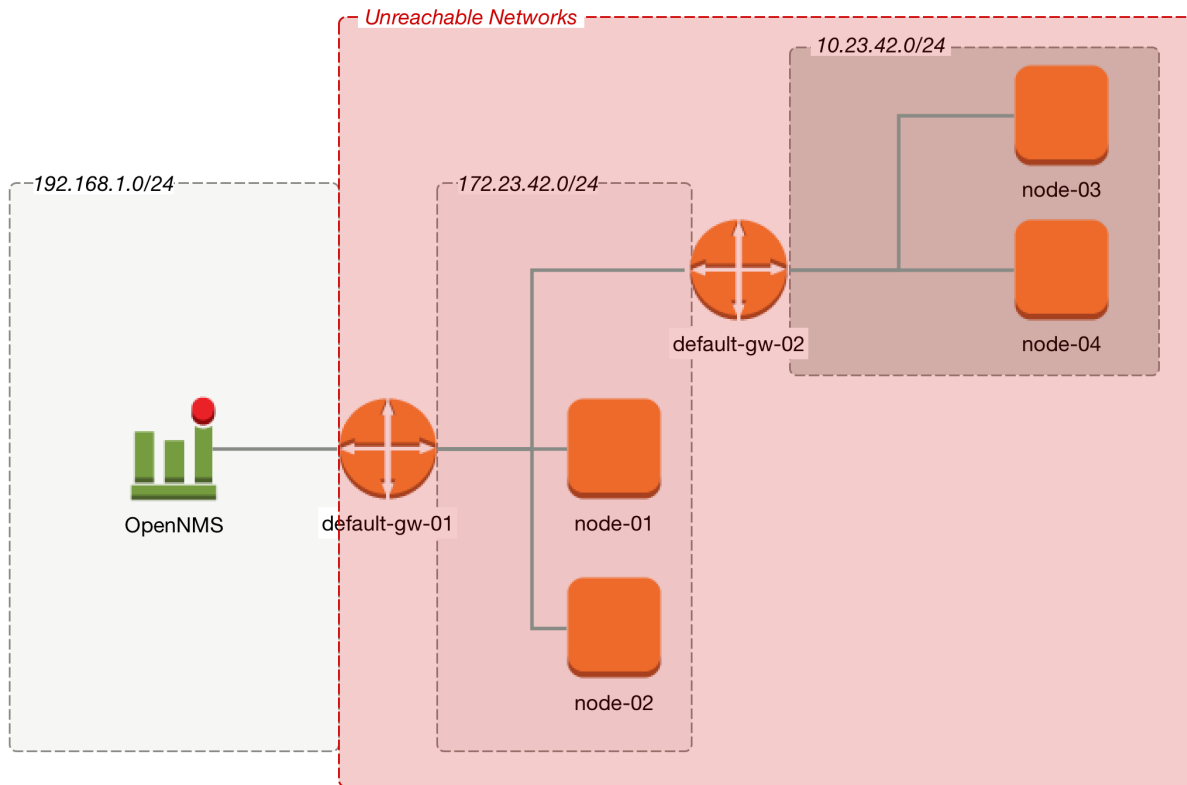 Unreachable Networks
10.23.42.0/24
node-03
192.168.1.0/24
172.23.42.0/24
default-gw-02
node-04
OpenNMS
default-gw-01
node-01
node-02